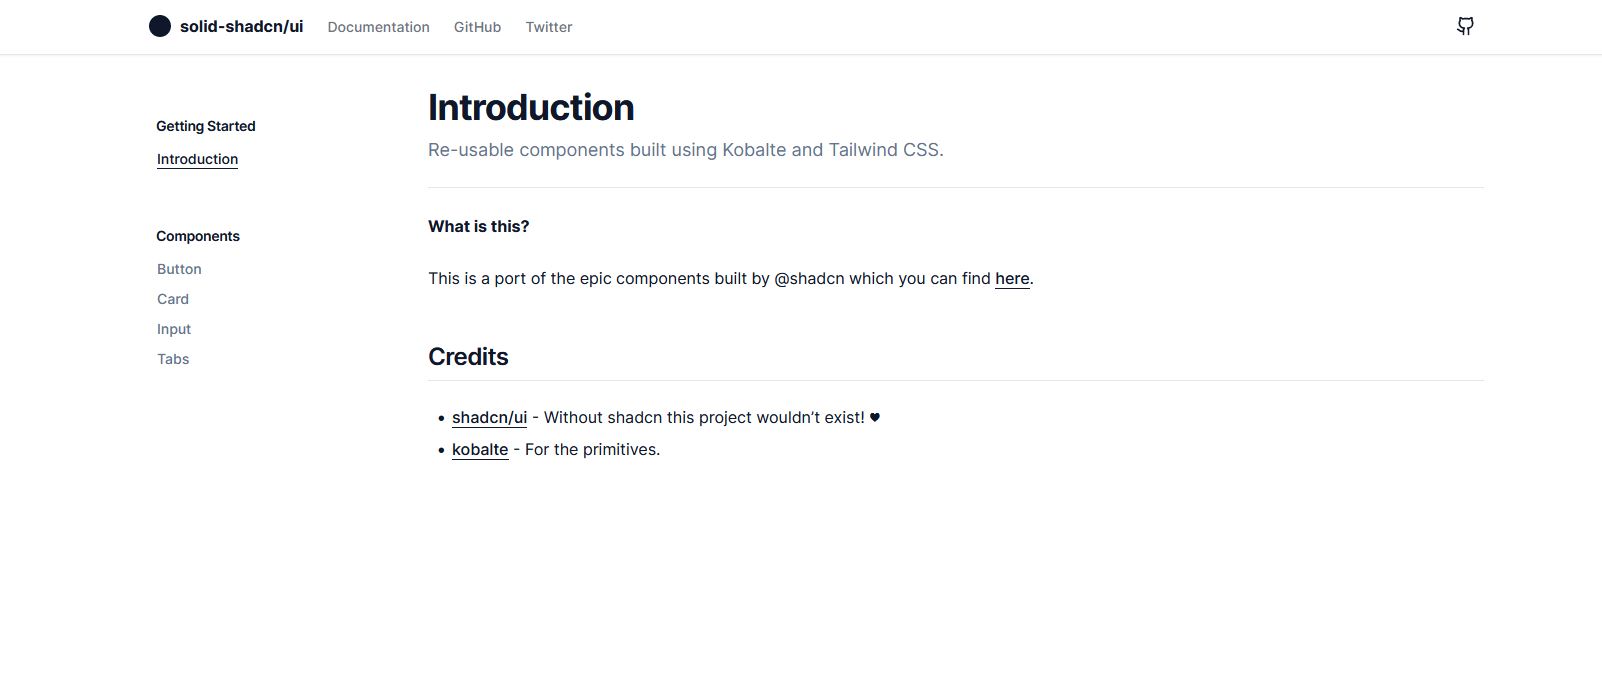 solid-shadcn/ui Documentation GitHub Twitter
Getting Started
Introduction
Components
Button
Card
Input
Tabs
Introduction
Re-usable components built using Kobalte and Tailwind CSS.
What is this?
This is a port of the epic components built by @shadcn which you can find here.
Credits
• shadcn/ui - Without shadcn this project wouldn’t exist! ♥
• kobalte - For the primitives.